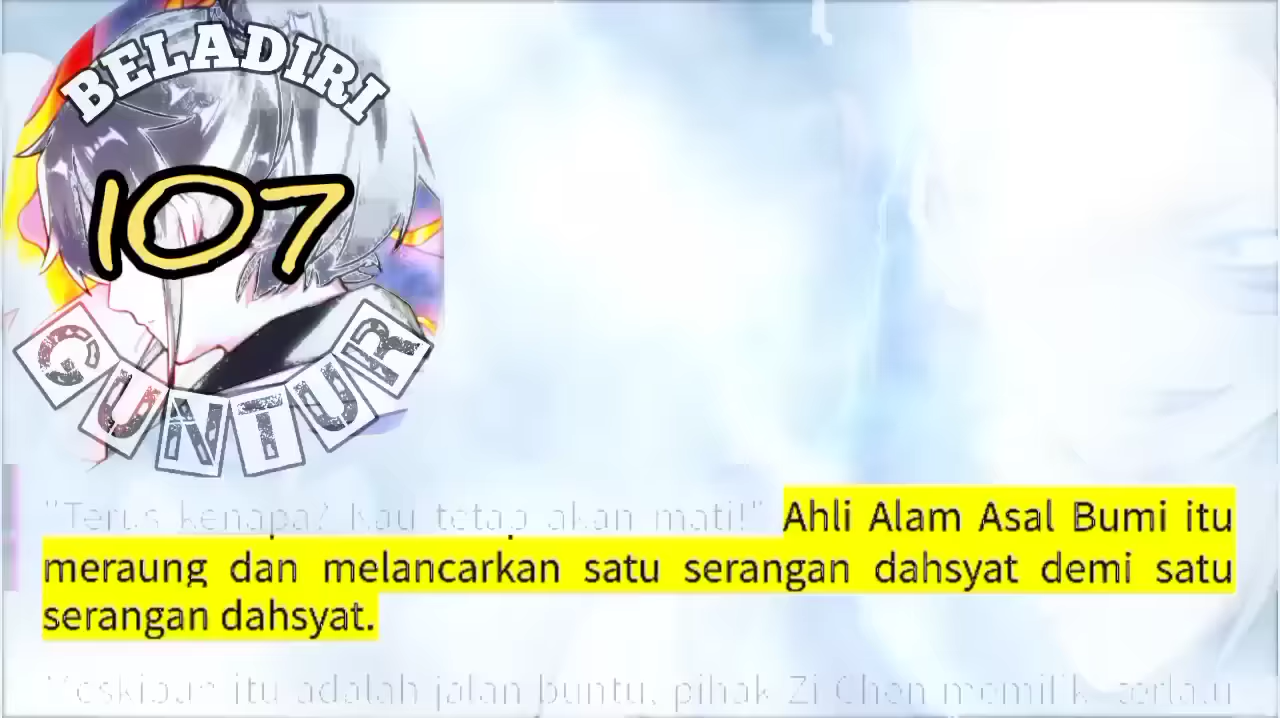 BELADIRI
107
GUNTUR
"Terus kenapa? Kau tetap akan mati!" Ahli Alam Asal Bumi itu
meraung dan melancarkan satu serangan dahsyat demi satu
serangan dahsyat.
itu adalah jalan buntu, pihak Zi Chen memiliki terlalu